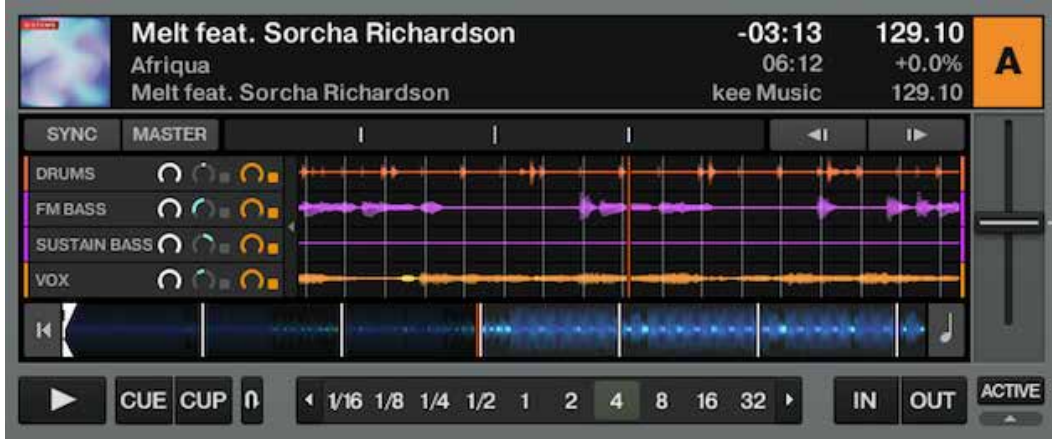 Melt feat. Sorcha Richardson -03:13 129.10
Afriqua 06:12 +0.0% A
Melt feat. Sorcha Richardson kee Music 129.10
SYNC MASTER
DRUMS
FM BASS
SUSTAIN BASS
VOX
CUE CUP 1/16 1/8 1/4 1/2 1 2 4 8 16 32 IN OUT ACTIVE